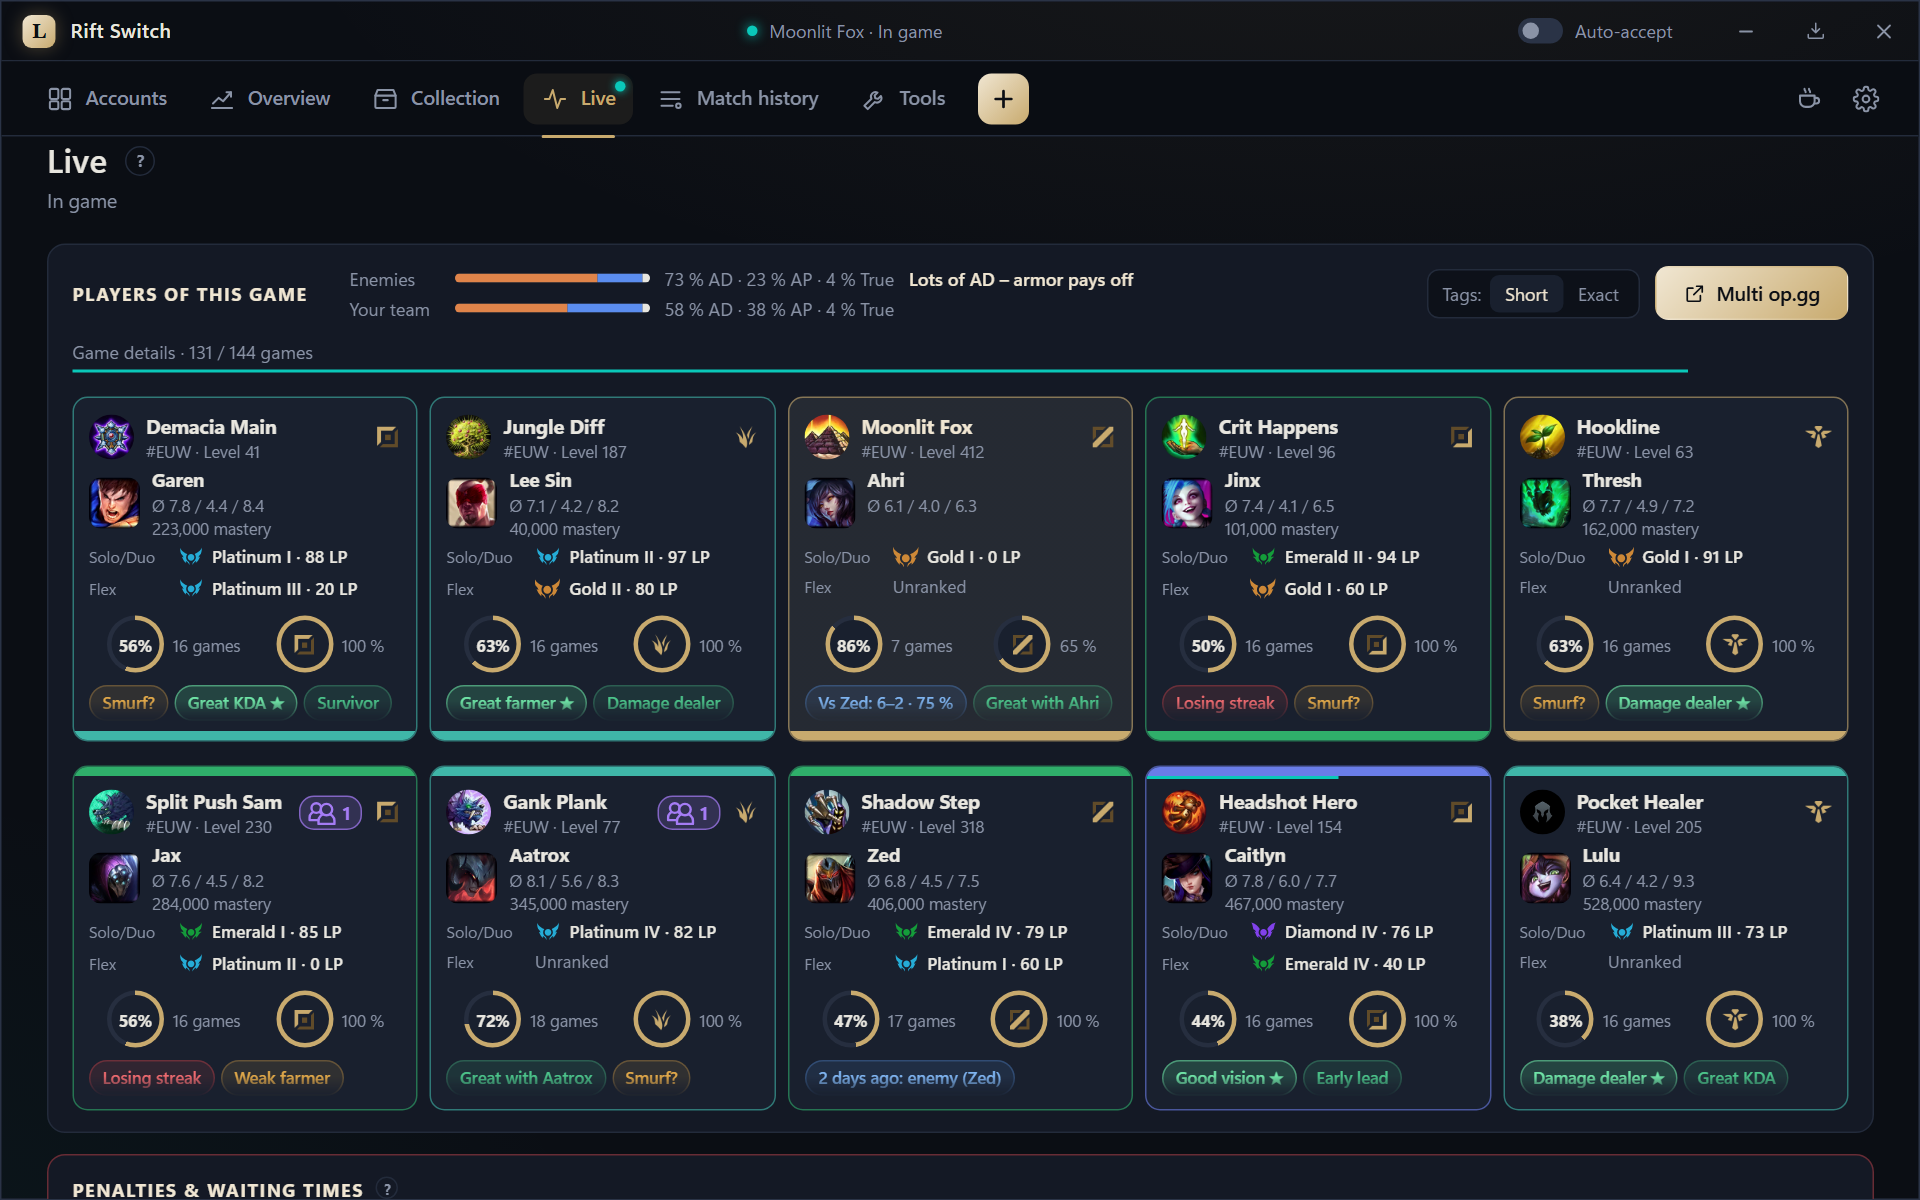 L Rift Switch
Moonlit Fox · In game
Auto-accept
Accounts
Overview
Collection
Live
Match history
Tools
+
Live ?
In game
PLAYERS OF THIS GAME
Enemies 73 % AD · 23 % AP · 4 % True Lots of AD – armor pays off
Your team 58 % AD · 38 % AP · 4 % True
Tags: Short Exact
Multi op.gg
Game details · 131 / 144 games
Demacia Main
#EUW · Level 41
Garen
Ø 7.8 / 4.4 / 8.4
223,000 mastery
Solo/Duo Platinum I · 88 LP
Flex Platinum III · 20 LP
56% 16 games 100 %
Smurf? Great KDA ★ Survivor
Jungle Diff
#EUW · Level 187
Lee Sin
Ø 7.1 / 4.2 / 8.2
40,000 mastery
Solo/Duo Platinum II · 97 LP
Flex Gold II · 80 LP
63% 16 games 100 %
Great farmer ★ Damage dealer
Moonlit Fox
#EUW · Level 412
Ahri
Ø 6.1 / 4.0 / 6.3
Solo/Duo Gold I · 0 LP
Flex Unranked
86% 7 games 65 %
Vs Zed: 6–2 · 75 % Great with Ahri
Crit Happens
#EUW · Level 96
Jinx
Ø 7.4 / 4.1 / 6.5
101,000 mastery
Solo/Duo Emerald II · 94 LP
Flex Gold I · 60 LP
50% 16 games 100 %
Losing streak Smurf?
Hookline
#EUW · Level 63
Thresh
Ø 7.7 / 4.9 / 7.2
162,000 mastery
Solo/Duo Gold I · 91 LP
Flex Unranked
63% 16 games 100 %
Smurf? Damage dealer ★
Split Push Sam 1
#EUW · Level 230
Jax
Ø 7.6 / 4.5 / 8.2
284,000 mastery
Solo/Duo Emerald I · 85 LP
Flex Platinum II · 0 LP
56% 16 games 100 %
Losing streak Weak farmer
Gank Plank 1
#EUW · Level 77
Aatrox
Ø 8.1 / 5.6 / 8.3
345,000 mastery
Solo/Duo Platinum IV · 82 LP
Flex Unranked
72% 18 games 100 %
Great with Aatrox Smurf?
Shadow Step
#EUW · Level 318
Zed
Ø 6.8 / 4.5 / 7.5
406,000 mastery
Solo/Duo Emerald IV · 79 LP
Flex Platinum I · 60 LP
47% 17 games 100 %
2 days ago: enemy (Zed)
Headshot Hero
#EUW · Level 154
Caitlyn
Ø 7.8 / 6.0 / 7.7
467,000 mastery
Solo/Duo Diamond IV · 76 LP
Flex Emerald IV · 40 LP
44% 16 games 100 %
Good vision ★ Early lead
Pocket Healer
#EUW · Level 205
Lulu
Ø 6.4 / 4.2 / 9.3
528,000 mastery
Solo/Duo Platinum III · 73 LP
Flex Unranked
38% 16 games 100 %
Damage dealer ★ Great KDA
PENALTIES & WAITING TIMES ?